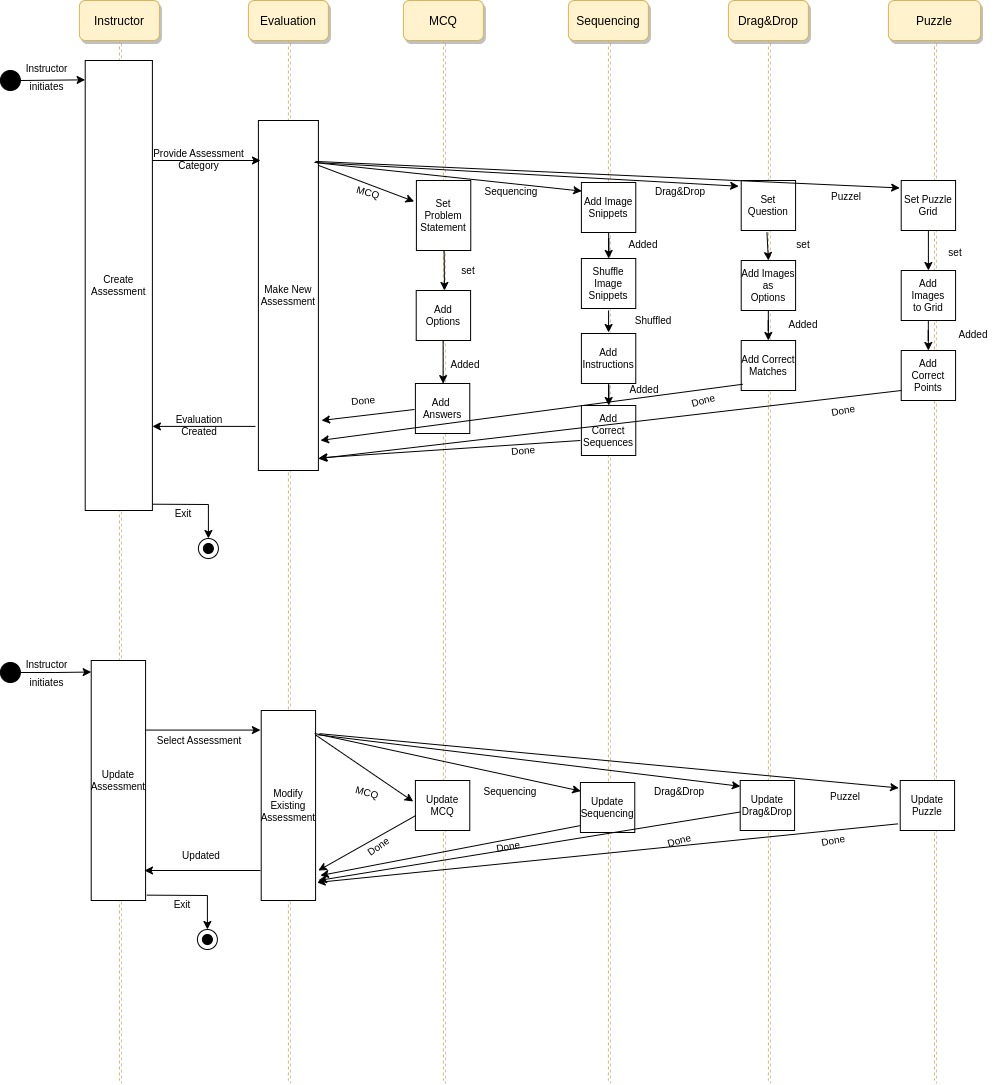 Instructor
Evaluation
MCQ
Sequencing
Drag&Drop
Puzzle
Instructor
initiates
Provide Assessment
Category
MCQ
Sequencing
Drag&Drop
Puzzel
Create
Assessment
Make New
Assessment
Set
Problem
Statement
set
Add
Options
Added
Add
Answers
Done
Add Image
Snippets
Added
Shuffle
Image
Snippets
Shuffled
Add
Instructions
Added
Add
Correct
Sequences
Done
Set
Question
set
Add Images
as
Options
Added
Add Correct
Matches
Done
Set Puzzle
Grid
set
Add
Images
to Grid
Added
Add
Correct
Points
Done
Evaluation
Created
Exit
Instructor
initiates
Select Assessment
Update
Assessment
Modify
Existing
Assessment
MCQ
Sequencing
Drag&Drop
Puzzel
Update
MCQ
Update
Sequencing
Update
Drag&Drop
Update
Puzzle
Done
Done
Done
Done
Updated
Exit